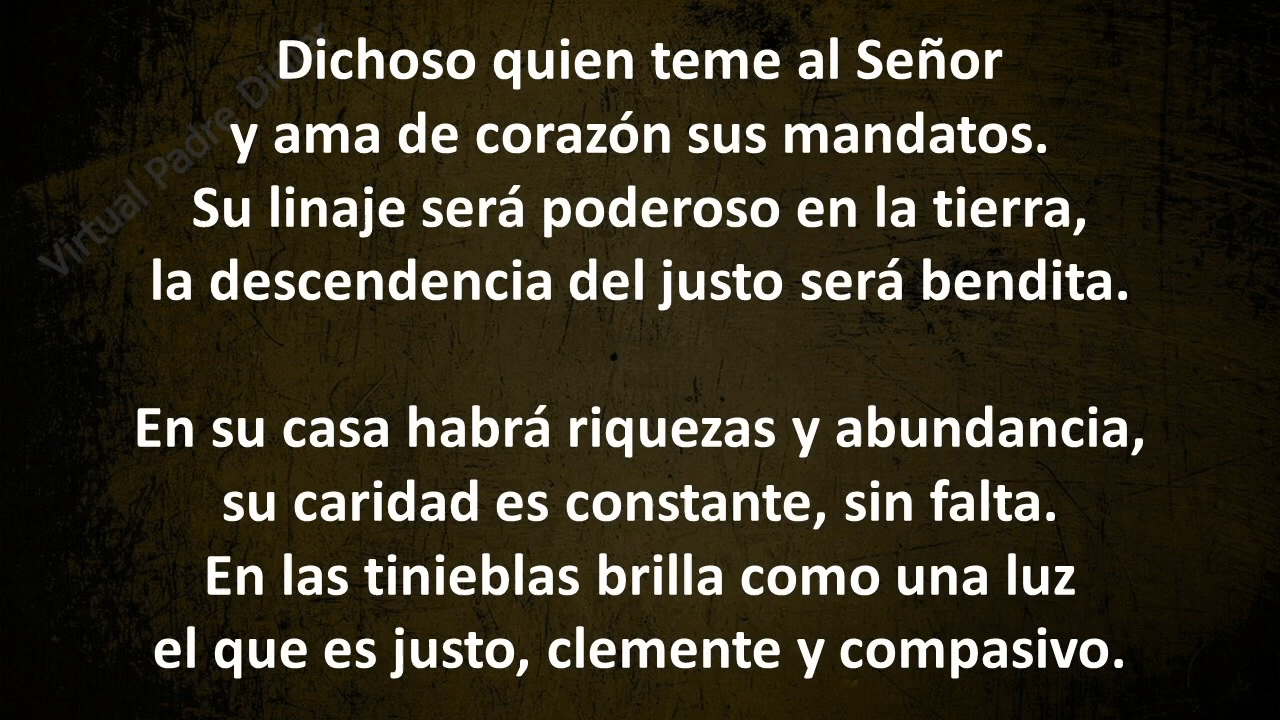 Dichoso quien teme al Señor
y ama de corazón sus mandatos.
Su linaje será poderoso en la tierra,
la descendencia del justo será bendita.
En su casa habrá riquezas y abundancia,
su caridad es constante, sin falta.
En las tinieblas brilla como una luz
el que es justo, clemente y compasivo.
Virtual Padre